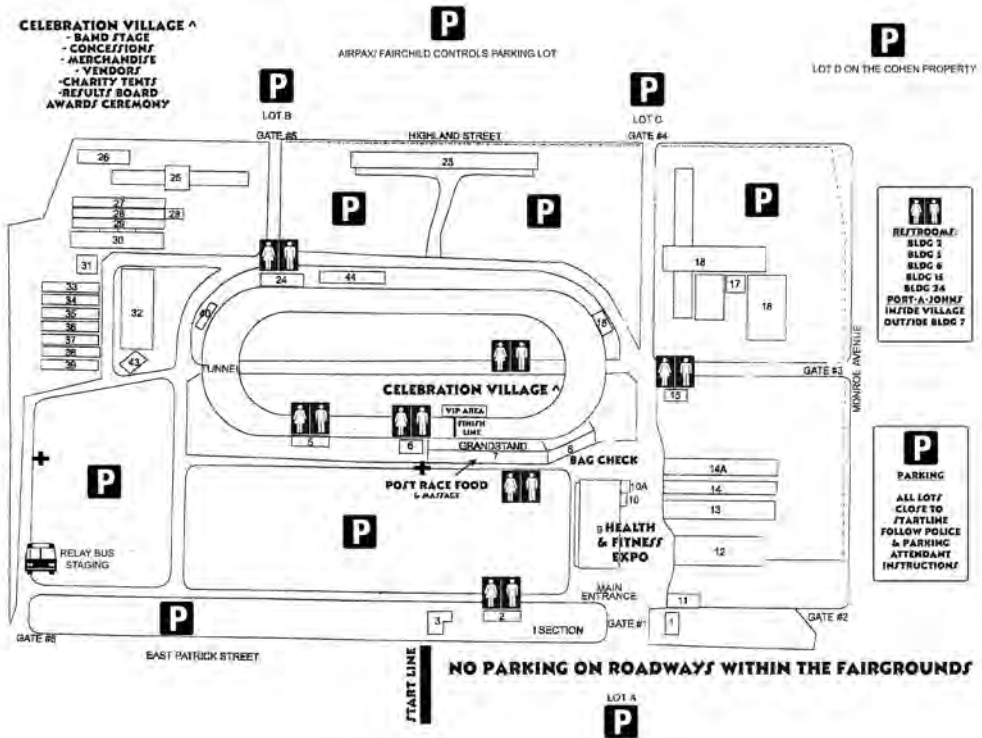 CELEBRATION VILLAGE ^
- BAND STAGE
- CONCESSIONS
- MERCHANDISE
- VENDORS
-CHARITY TENTS
-RESULTS BOARD
AWARDS CEREMONY
P
AIRPAX/ FAIRCHILD CONTROLS PARKING LOT
P
LOT D ON THE COHEN PROPERTY
P
LOT B
GATE #5
P
LOT C
GATE #4
HIGHLAND STREET
26
25
23
27
28
28
29
30
31
P
P
P
18
17
18
RESTROOMS:
BLDG 2
BLDG 5
BLDG 6
BLDG 15
BLDG 24
PORT-A-JOHNS
INSIDE VILLAGE
OUTSIDE BLDG 7
33
34
35
36
37
38
39
32
43
24
44
40
TUNNEL
GATE #3
MONROE AVENUE
15
CELEBRATION VILLAGE ^
VIP AREA
FINISH
LINE
5
6
GRANDSTAND
7
8
BAG CHECK
POST RACE FOOD
& MASSAGE
10A
10
14A
14
13
12
11
1
P
PARKING
ALL LOTS
CLOSE TO
STARTLINE
FOLLOW POLICE
& PARKING
ATTENDANT
INSTRUCTIONS
P
P
9 HEALTH
& FITNESS
EXPO
RELAY BUS
STAGING
MAIN
ENTRANCE
GATE #6
P
3
2
I SECTION
GATE #1
GATE #2
EAST PATRICK STREET
START LINE
NO PARKING ON ROADWAYS WITHIN THE FAIRGROUNDS
LOT A
P